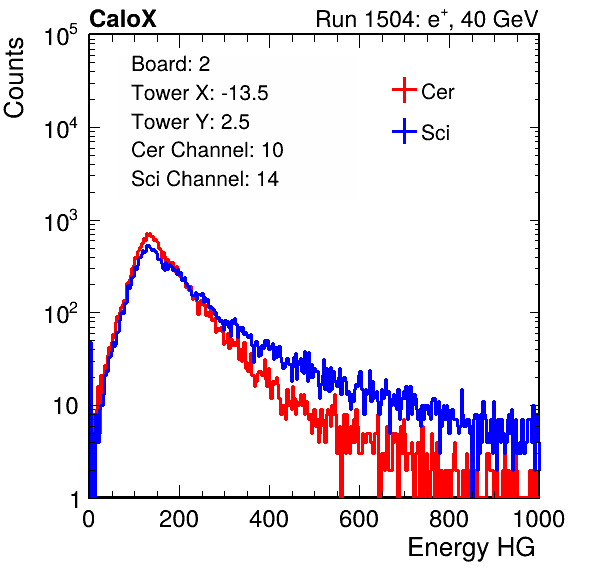 CaloX Run 1504: e⁺, 40 GeV
Counts
Board: 2
Tower X: -13.5
Tower Y: 2.5
Cer Channel: 10
Sci Channel: 14
Cer
Sci
10⁵
10⁴
10³
10²
10
1
0 200 400 600 800 1000
Energy HG